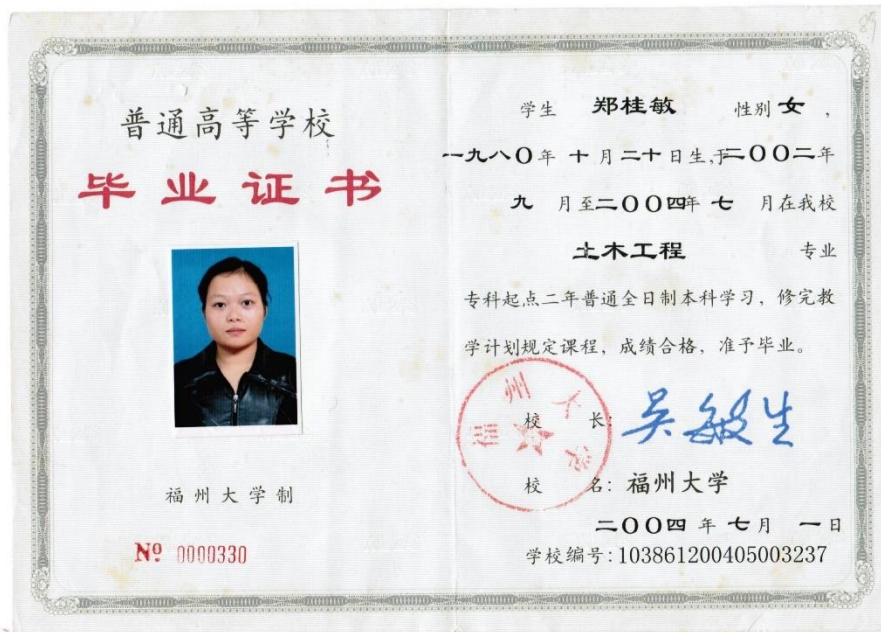 普通高等学校
毕业证书
福州大学制
Nº 0000330
学生 郑桂敏 性别 女，
一九八〇年 十月二十日生,于二〇〇二年
九 月至二〇〇四年 七 月在我校
土木工程 专业
专科起点二年普通全日制本科学习，修完教
学计划规定课程，成绩合格，准予毕业。
福州大学
校 长: 吴敏生
校 名: 福州大学
二〇〇四 年 七月 一日
学校编号: 103861200405003237